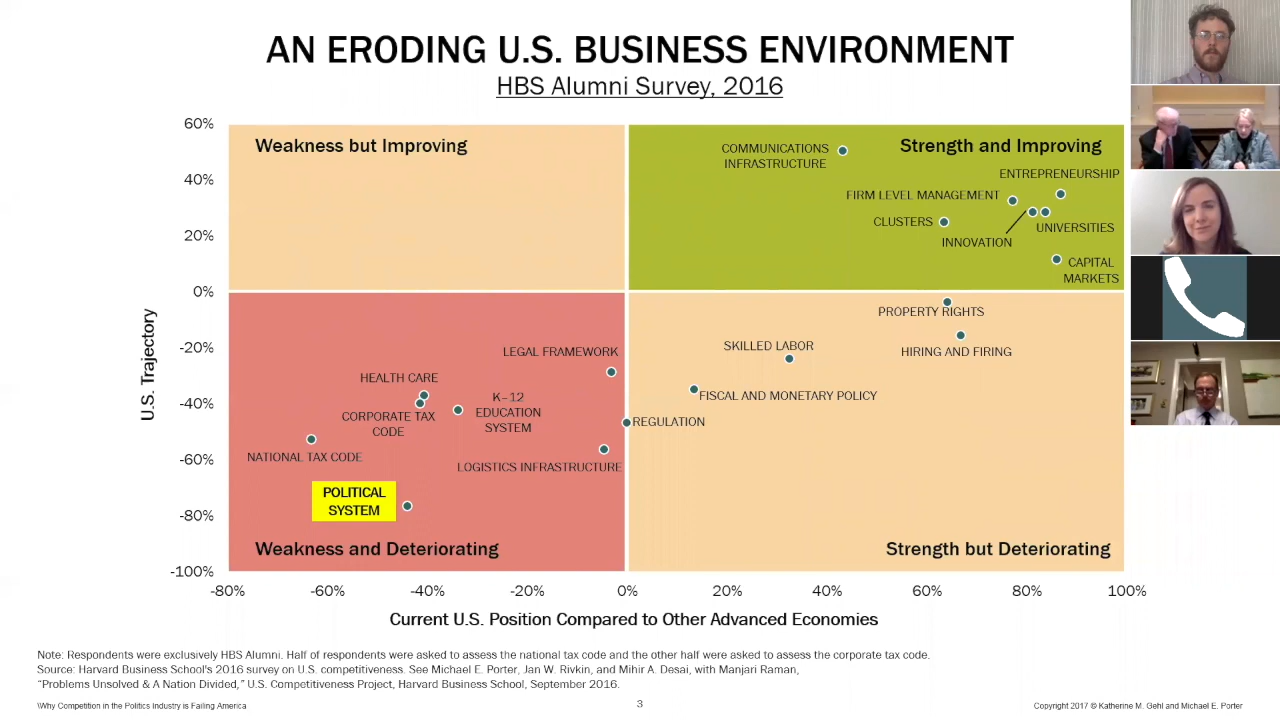 AN ERODING U.S. BUSINESS ENVIRONMENT
HBS Alumni Survey, 2016
60%
40%
20%
0%
-20%
-40%
-60%
-80%
-100%
U.S. Trajectory
Weakness but Improving
Strength and Improving
COMMUNICATIONS
INFRASTRUCTURE
ENTREPRENEURSHIP
FIRM LEVEL MANAGEMENT
CLUSTERS
UNIVERSITIES
INNOVATION
CAPITAL
MARKETS
PROPERTY RIGHTS
SKILLED LABOR
HIRING AND FIRING
LEGAL FRAMEWORK
HEALTH CARE
K–12
EDUCATION
SYSTEM
CORPORATE TAX
CODE
FISCAL AND MONETARY POLICY
REGULATION
NATIONAL TAX CODE
LOGISTICS INFRASTRUCTURE
POLITICAL
SYSTEM
Weakness and Deteriorating
Strength but Deteriorating
-80%
-60%
-40%
-20%
0%
20%
40%
60%
80%
100%
Current U.S. Position Compared to Other Advanced Economies
Note: Respondents were exclusively HBS Alumni. Half of respondents were asked to assess the national tax code and the other half were asked to assess the corporate tax code.
Source: Harvard Business School's 2016 survey on U.S. competitiveness. See Michael E. Porter, Jan W. Rivkin, and Mihir A. Desai, with Manjari Raman,
“Problems Unsolved & A Nation Divided,” U.S. Competitiveness Project, Harvard Business School, September 2016.
\Why Competition in the Politics Industry is Failing America
3
Copyright 2017 © Katherine M. Gehl and Michael E. Porter